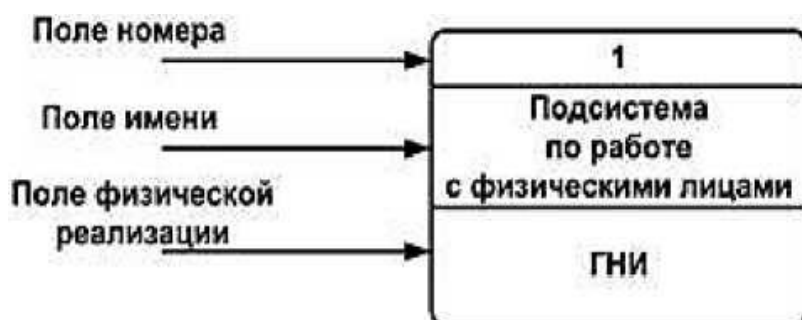 Поле номера
1
Поле имени
Подсистема
по работе
с физическими лицами
Поле физической
реализации
ГНИ